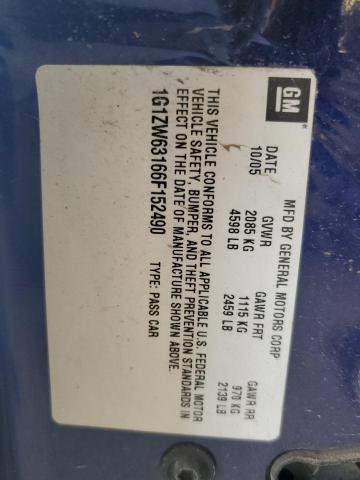 GM
MFD BY GENERAL MOTORS CORP
DATE GVWR GAWR FRT GAWR RR
10/05 2085 KG 1115 KG 970 KG
4598 LB 2459 LB 2139 LB
THIS VEHICLE CONFORMS TO ALL APPLICABLE U.S. FEDERAL MOTOR
VEHICLE SAFETY, BUMPER, AND THEFT PREVENTION STANDARDS IN
EFFECT ON THE DATE OF MANUFACTURE SHOWN ABOVE.
1G1ZW63166F152490 TYPE: PASS CAR